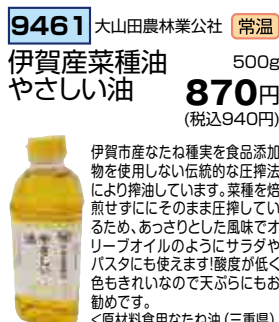 9461 大山田農林業公社 常温
伊賀産菜種油 500g
やさしい油 870円
(税込940円)
伊賀市産なたね種実を食品添加
物を使用しない伝統的な圧搾法
により搾油しています。菜種を焙
煎せずにそのまま圧搾してい
るため、あっさりとした風味でオ
リーブオイルのようにサラダや
パスタにも使えます!酸度が低く
色もきれいなので天ぷらにもお
勧めです。
<原材料食用なたね油(三重県)
やさしい油